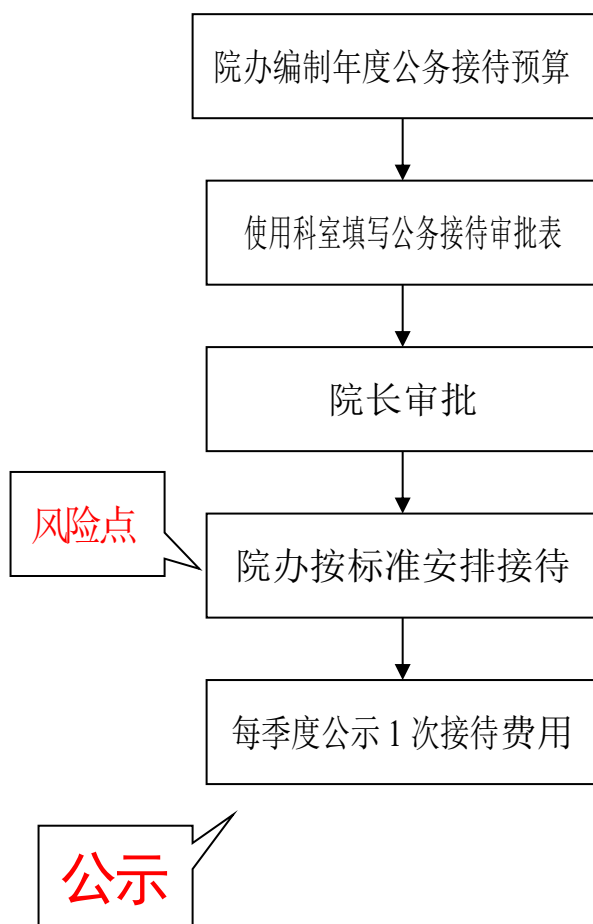 院办编制年度公务接待预算
使用科室填写公务接待审批表
院长审批
风险点
院办按标准安排接待
每季度公示 1 次接待费用
公示